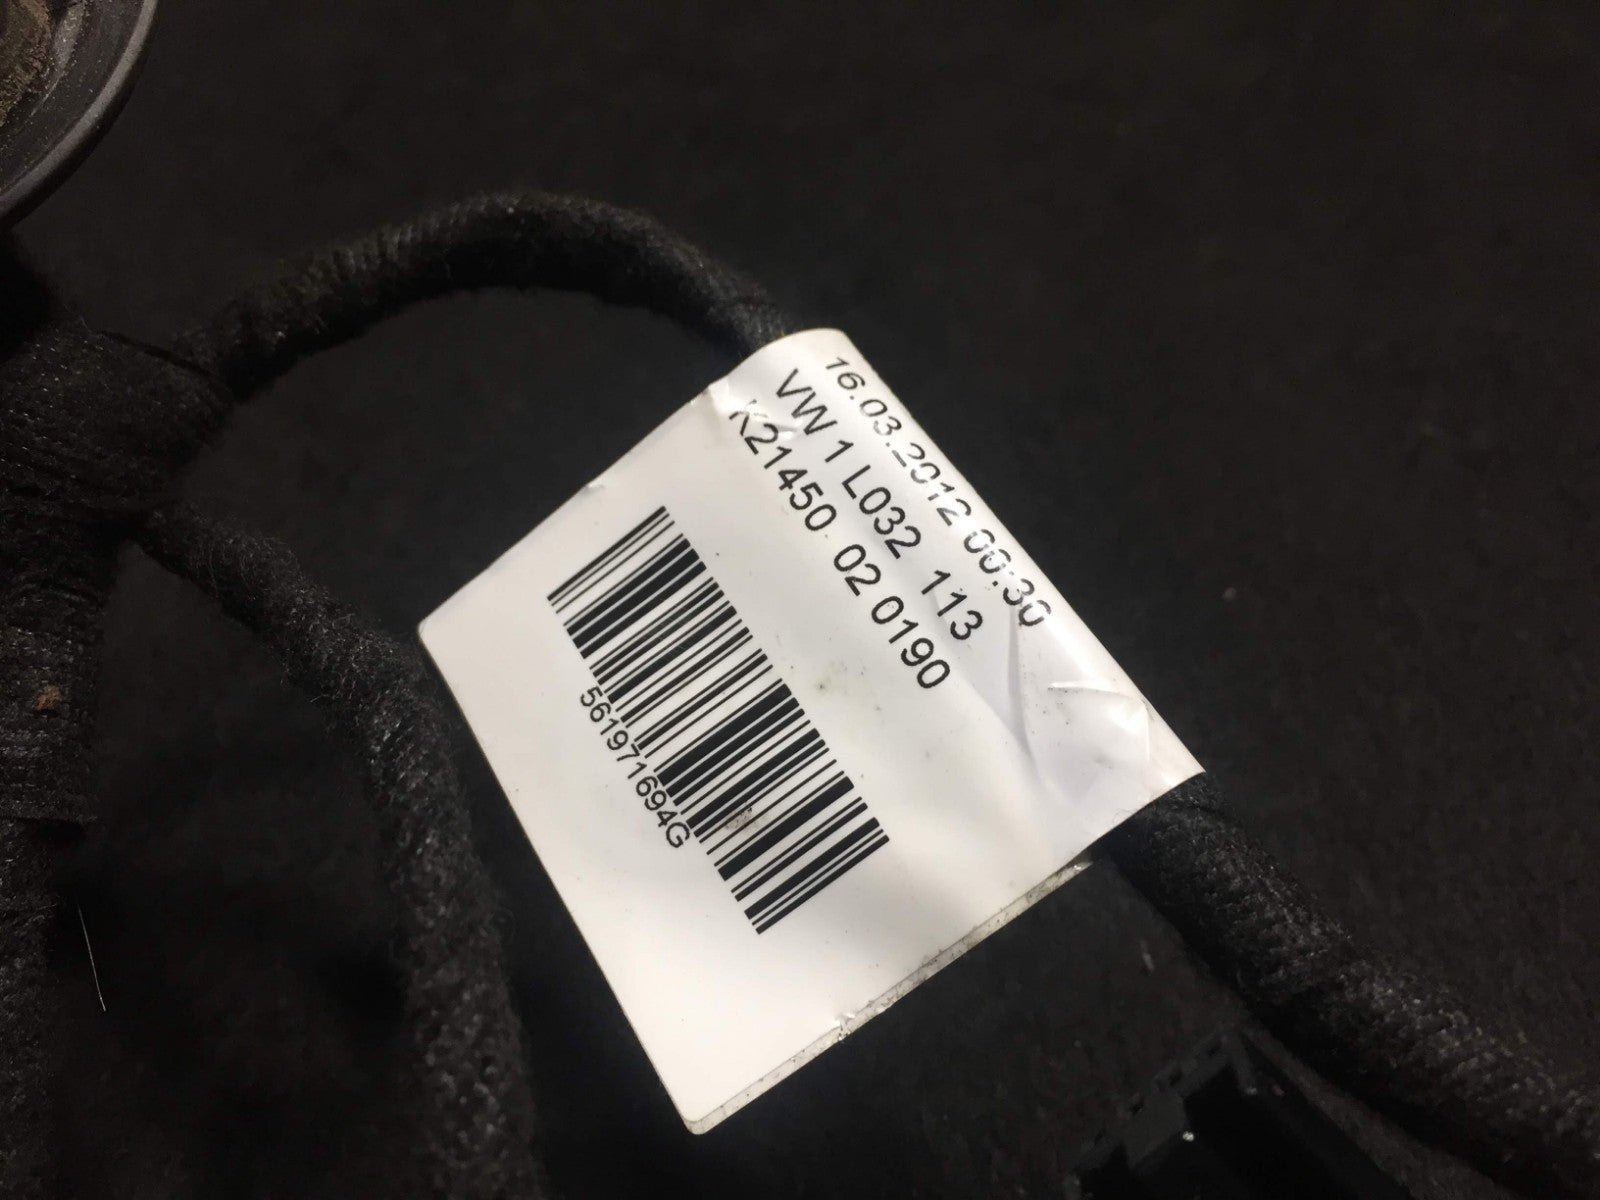 16.03.2012 00:30
VW 1 L032 113
K21450 02 0190
561971694G